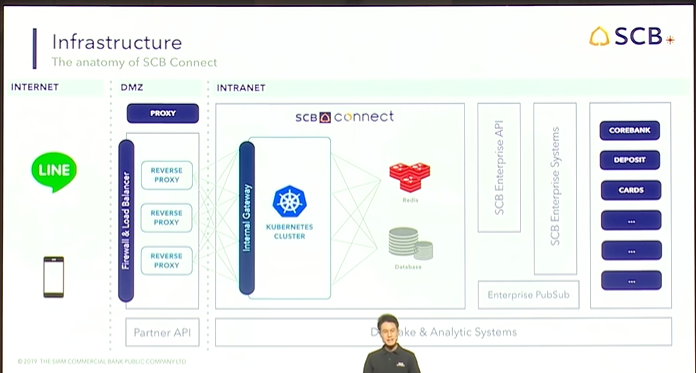 Infrastructure
The anatomy of SCB Connect
SCB
INTERNET
DMZ
INTRANET
LINE
PROXY
Firewall & Load Balancer
REVERSE
PROXY
REVERSE
PROXY
REVERSE
PROXY
Partner API
SCB connect
Internal Gateway
KUBERNETES
CLUSTER
Redis
Database
SCB Enterprise API
SCB Enterprise Systems
Enterprise PubSub
COREBANK
DEPOSIT
CARDS
...
...
...
& Analytic Systems
© 2019 THE SIAM COMMERCIAL BANK PUBLIC COMPANY LTD.